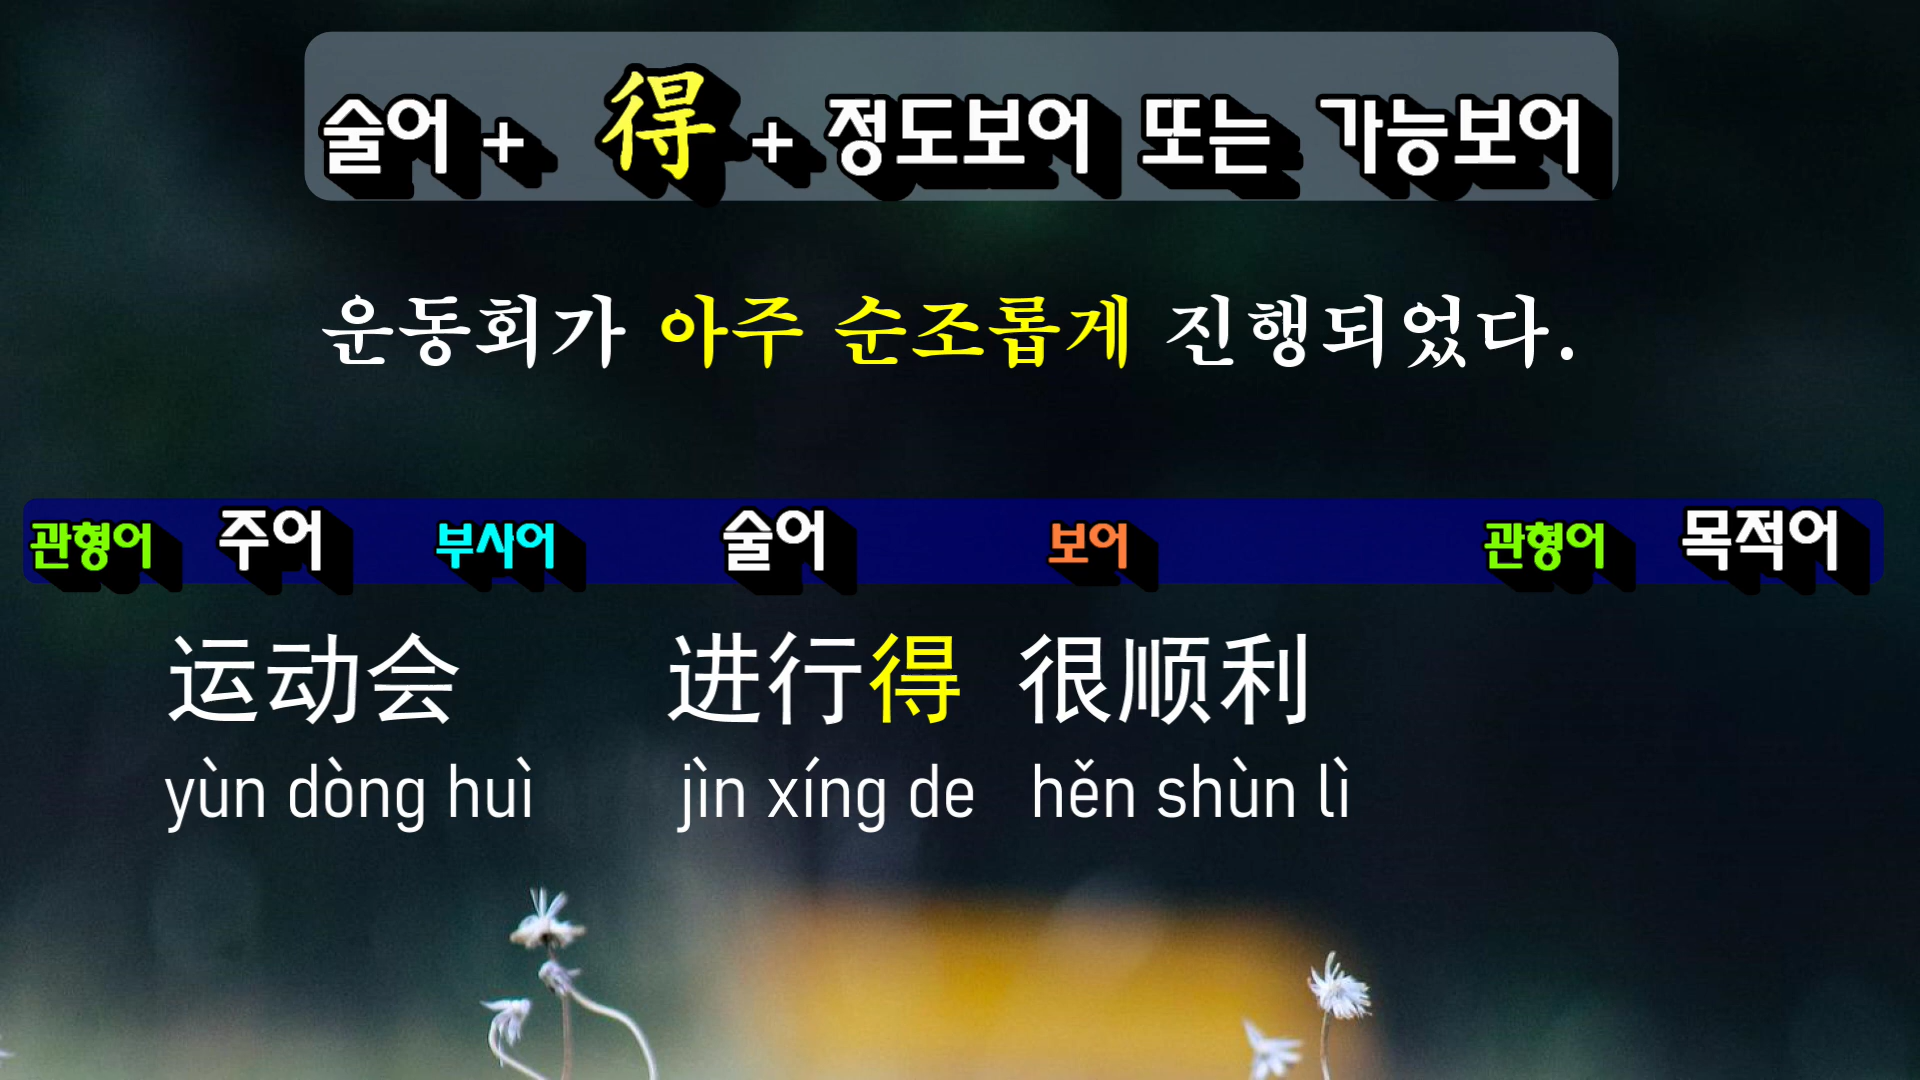 술어 + 得 + 정도보어 또는 가능보어
운동회가 아주 순조롭게 진행되었다.
관형어 주어 부사어 술어 보어 관형어 목적어
运动会 进行得 很顺利
yùn dòng huì jìn xíng de hěn shùn lì